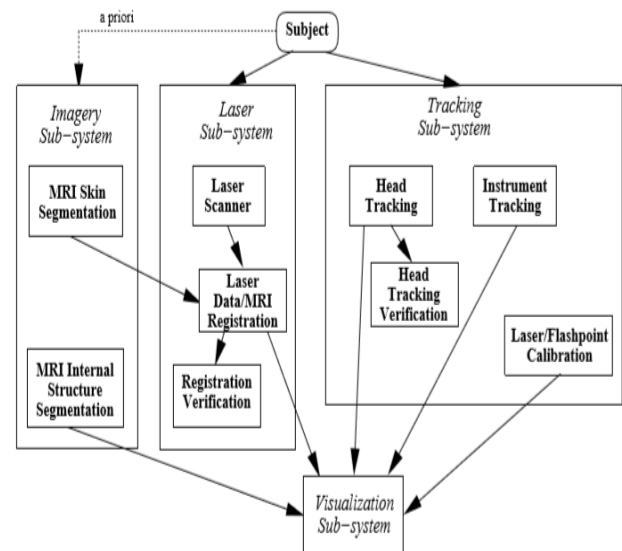 a priori
Subject
Imagery
Sub-system
MRI Skin
Segmentation
MRI Internal
Structure
Segmentation
Laser
Sub-system
Laser
Scanner
Laser
Data/MRI
Registration
Registration
Verification
Tracking
Sub-system
Head
Tracking
Instrument
Tracking
Head
Tracking
Verification
Laser/Flashpoint
Calibration
Visualization
Sub-system